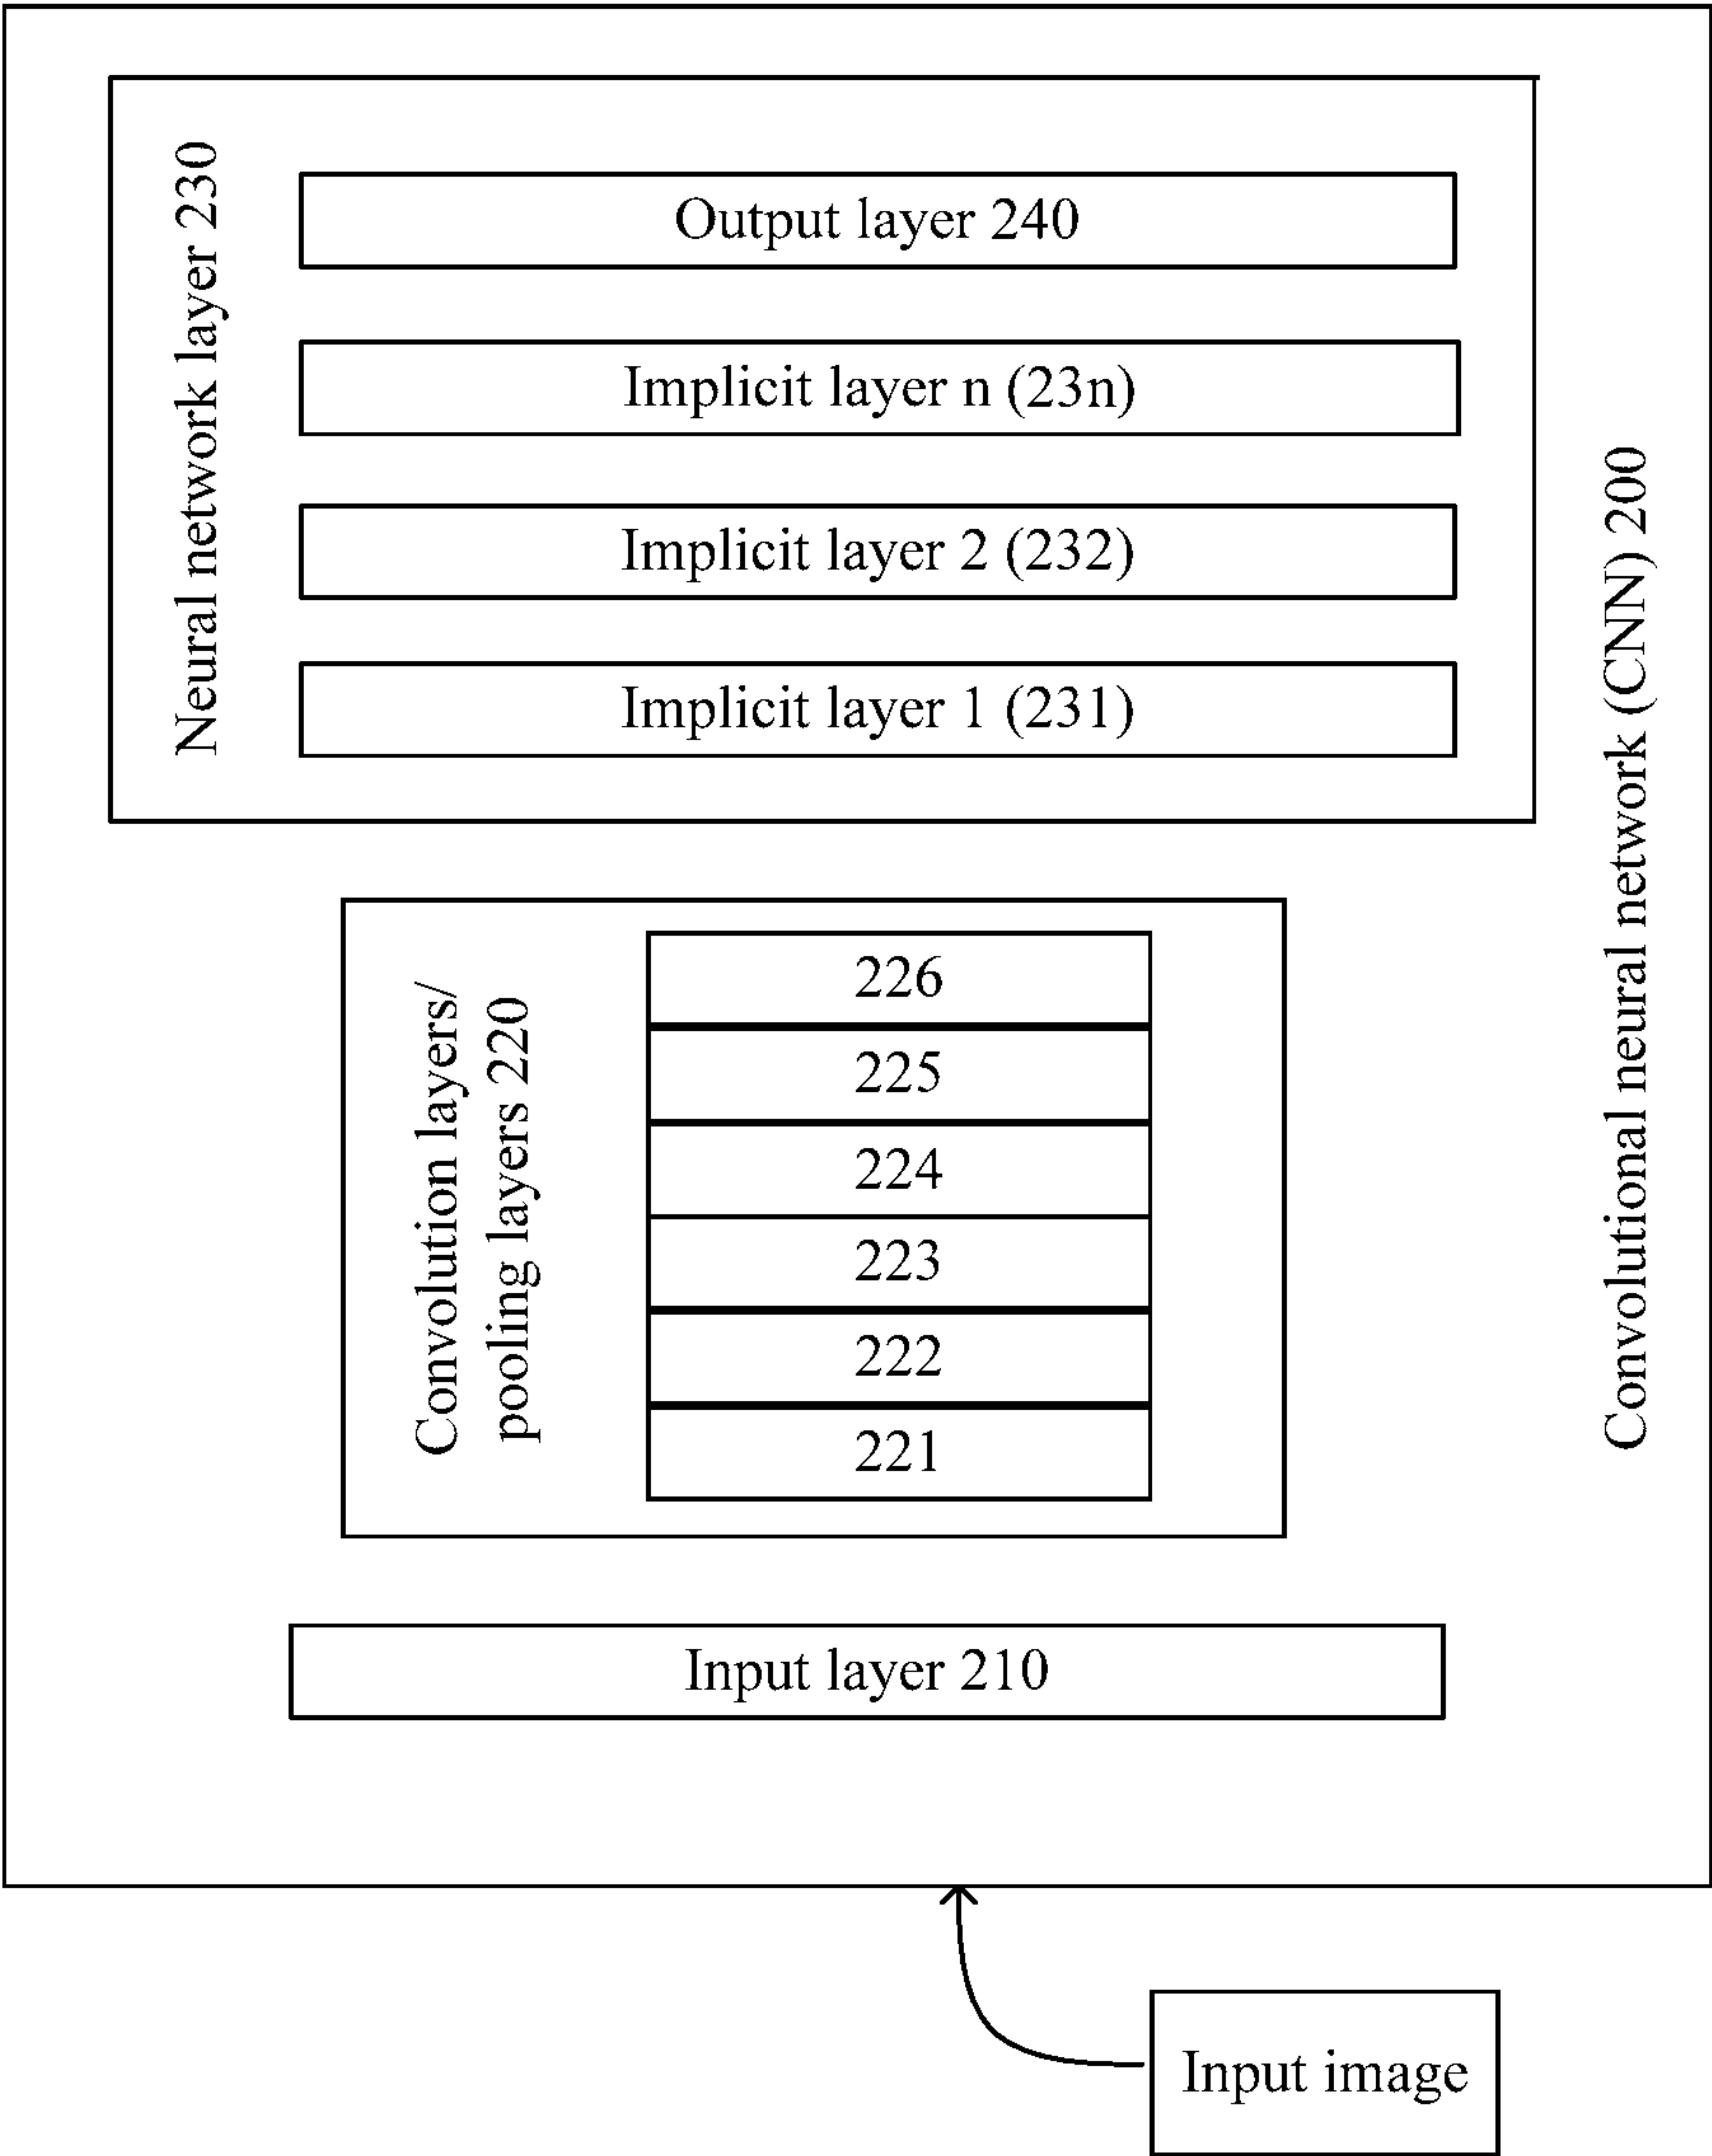 Neural network layer 230
Output layer 240
Implicit layer n (23n)
Implicit layer 2 (232)
Implicit layer 1 (231)
Convolutional neural network (CNN) 200
Convolution layers/
pooling layers 220
226
225
224
223
222
221
Input layer 210
Input image